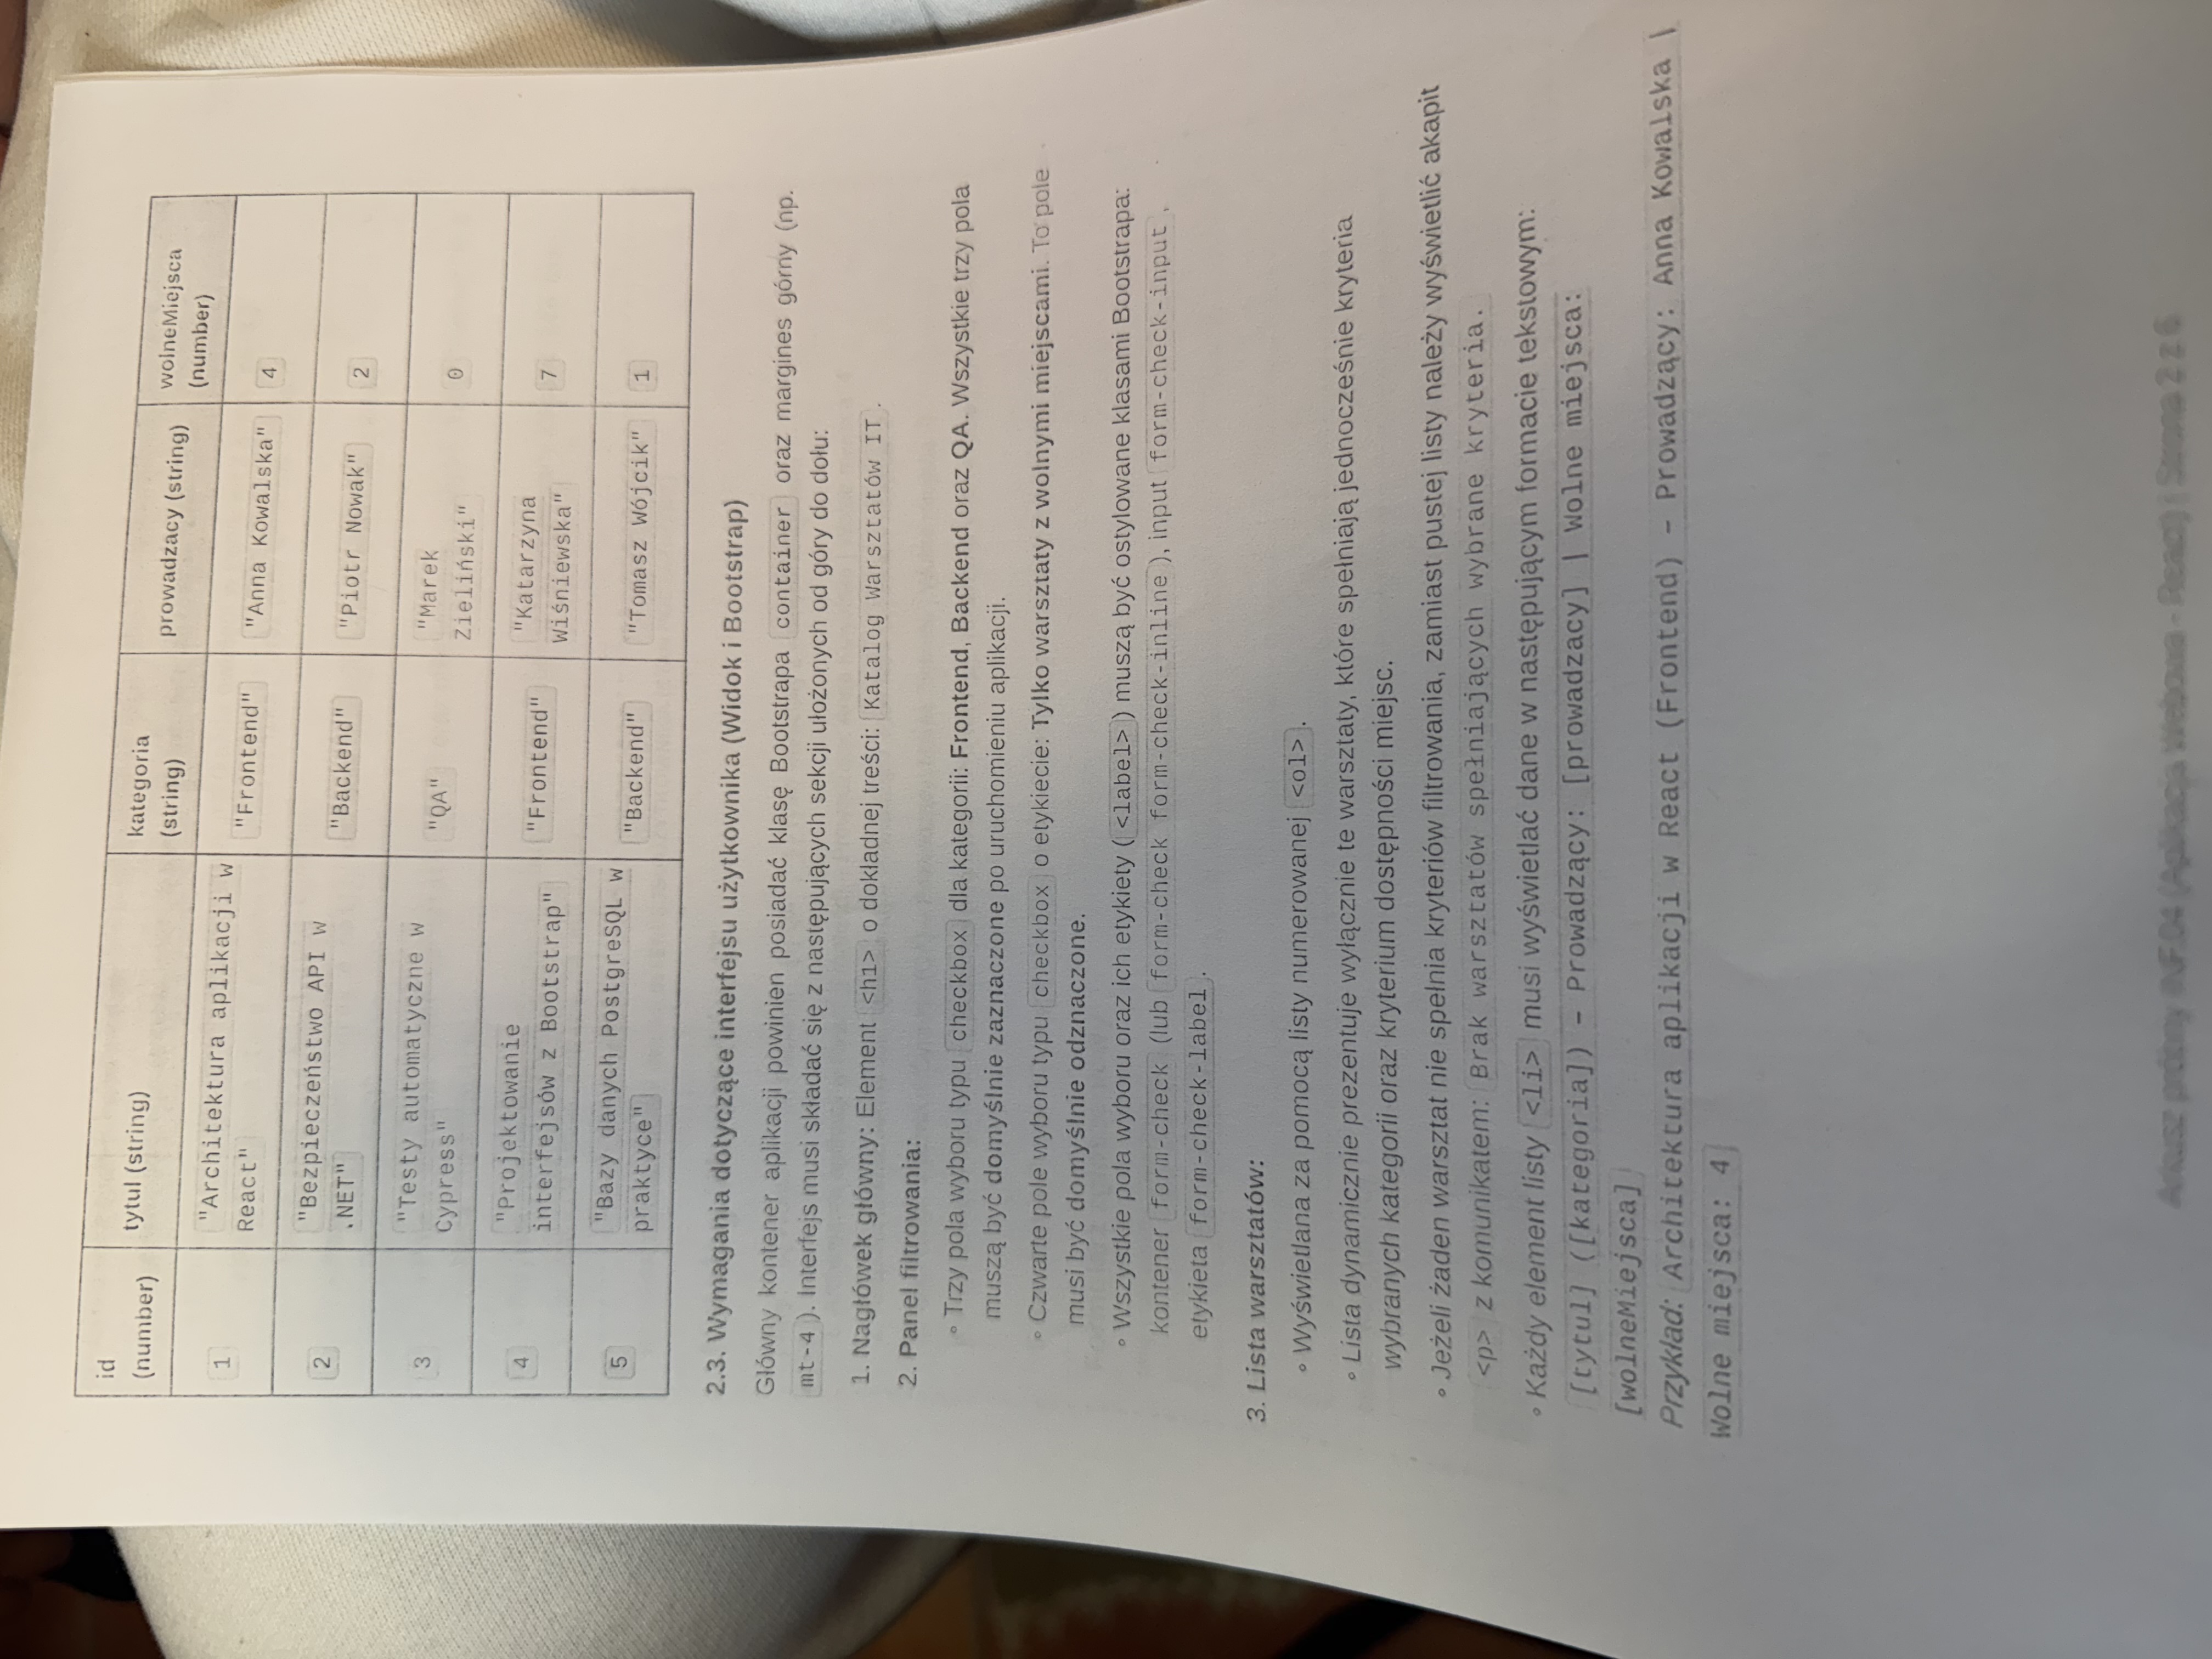 id
(number)
tytul (string)
kategoria
(string)
prowadzacy (string)
wolneMiejsca
(number)
1
"Architektura aplikacji w
React"
"Frontend"
"Anna Kowalska"
4
2
"Bezpieczeństwo API w
.NET"
"Backend"
"Piotr Nowak"
2
3
"Testy automatyczne w
Cypress"
"QA"
"Marek
Zieliński"
0
4
"Projektowanie
interfejsów z Bootstrap"
"Frontend"
"Katarzyna
Wiśniewska"
7
5
"Bazy danych PostgreSQL w
praktyce"
"Backend"
"Tomasz Wójcik"
1
2.3. Wymagania dotyczące interfejsu użytkownika (Widok i Bootstrap)
Główny kontener aplikacji powinien posiadać klasę Bootstrapa container oraz margines górny (np.
mt-4 ). Interfejs musi składać się z następujących sekcji ułożonych od góry do dołu:
1. Nagłówek główny: Element <h1> o dokładnej treści: Katalog Warsztatów IT .
2. Panel filtrowania:
◦ Trzy pola wyboru typu checkbox dla kategorii: Frontend, Backend oraz QA. Wszystkie trzy pola
muszą być domyślnie zaznaczone po uruchomieniu aplikacji.
◦ Czwarte pole wyboru typu checkbox o etykiecie: Tylko warsztaty z wolnymi miejscami. To pole
musi być domyślnie odznaczone.
◦ Wszystkie pola wyboru oraz ich etykiety ( <label> ) muszą być ostylowane klasami Bootstrapa:
kontener form-check (lub form-check form-check-inline ), input form-check-input ,
etykieta form-check-label .
3. Lista warsztatów:
◦ Wyświetlana za pomocą listy numerowanej <ol> .
◦ Lista dynamicznie prezentuje wyłącznie te warsztaty, które spełniają jednocześnie kryteria
wybranych kategorii oraz kryterium dostępności miejsc.
◦ Jeżeli żaden warsztat nie spełnia kryteriów filtrowania, zamiast pustej listy należy wyświetlić akapit
<p> z komunikatem: Brak warsztatów spełniających wybrane kryteria.
◦ Każdy element listy <li> musi wyświetlać dane w następującym formacie tekstowym:
[tytul] ([kategoria]) – Prowadzący: [prowadzacy] | Wolne miejsca:
[wolneMiejsca]
Przykład: Architektura aplikacji w React (Frontend) – Prowadzący: Anna Kowalska |
Wolne miejsca: 4
Arkusz próbny INF.04 (Aplikacja Webowa - React) | Strona 2 z 6